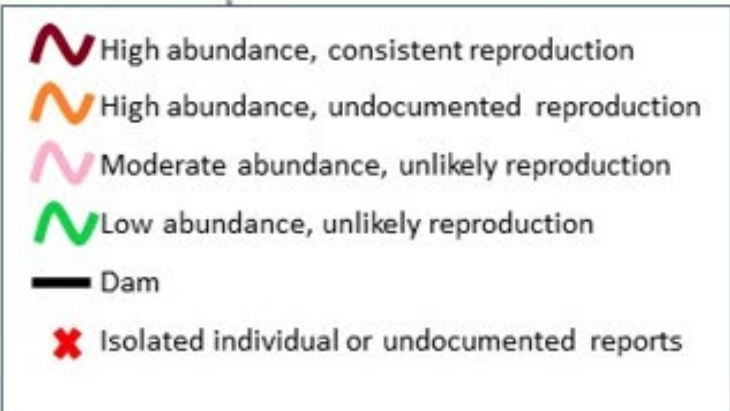 High abundance, consistent reproduction
High abundance, undocumented reproduction
Moderate abundance, unlikely reproduction
Low abundance, unlikely reproduction
Dam
Isolated individual or undocumented reports